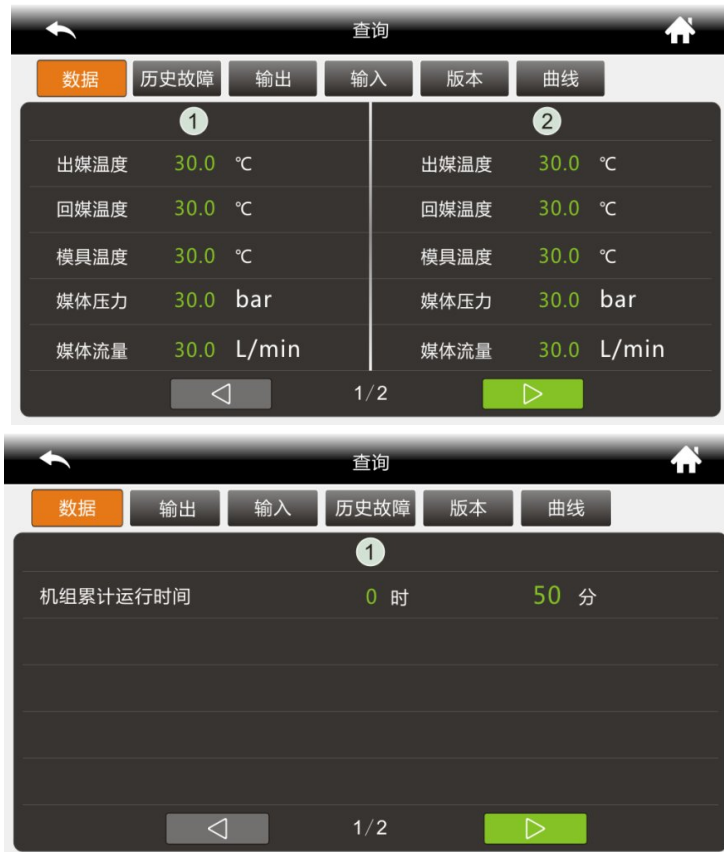 查询
数据 历史故障 输出 输入 版本 曲线
1 2
出媒温度 30.0 ℃ 出媒温度 30.0 ℃
回媒温度 30.0 ℃ 回媒温度 30.0 ℃
模具温度 30.0 ℃ 模具温度 30.0 ℃
媒体压力 30.0 bar 媒体压力 30.0 bar
媒体流量 30.0 L/min 媒体流量 30.0 L/min
1/2
查询
数据 输出 输入 历史故障 版本 曲线
1
机组累计运行时间 0 时 50 分
1/2